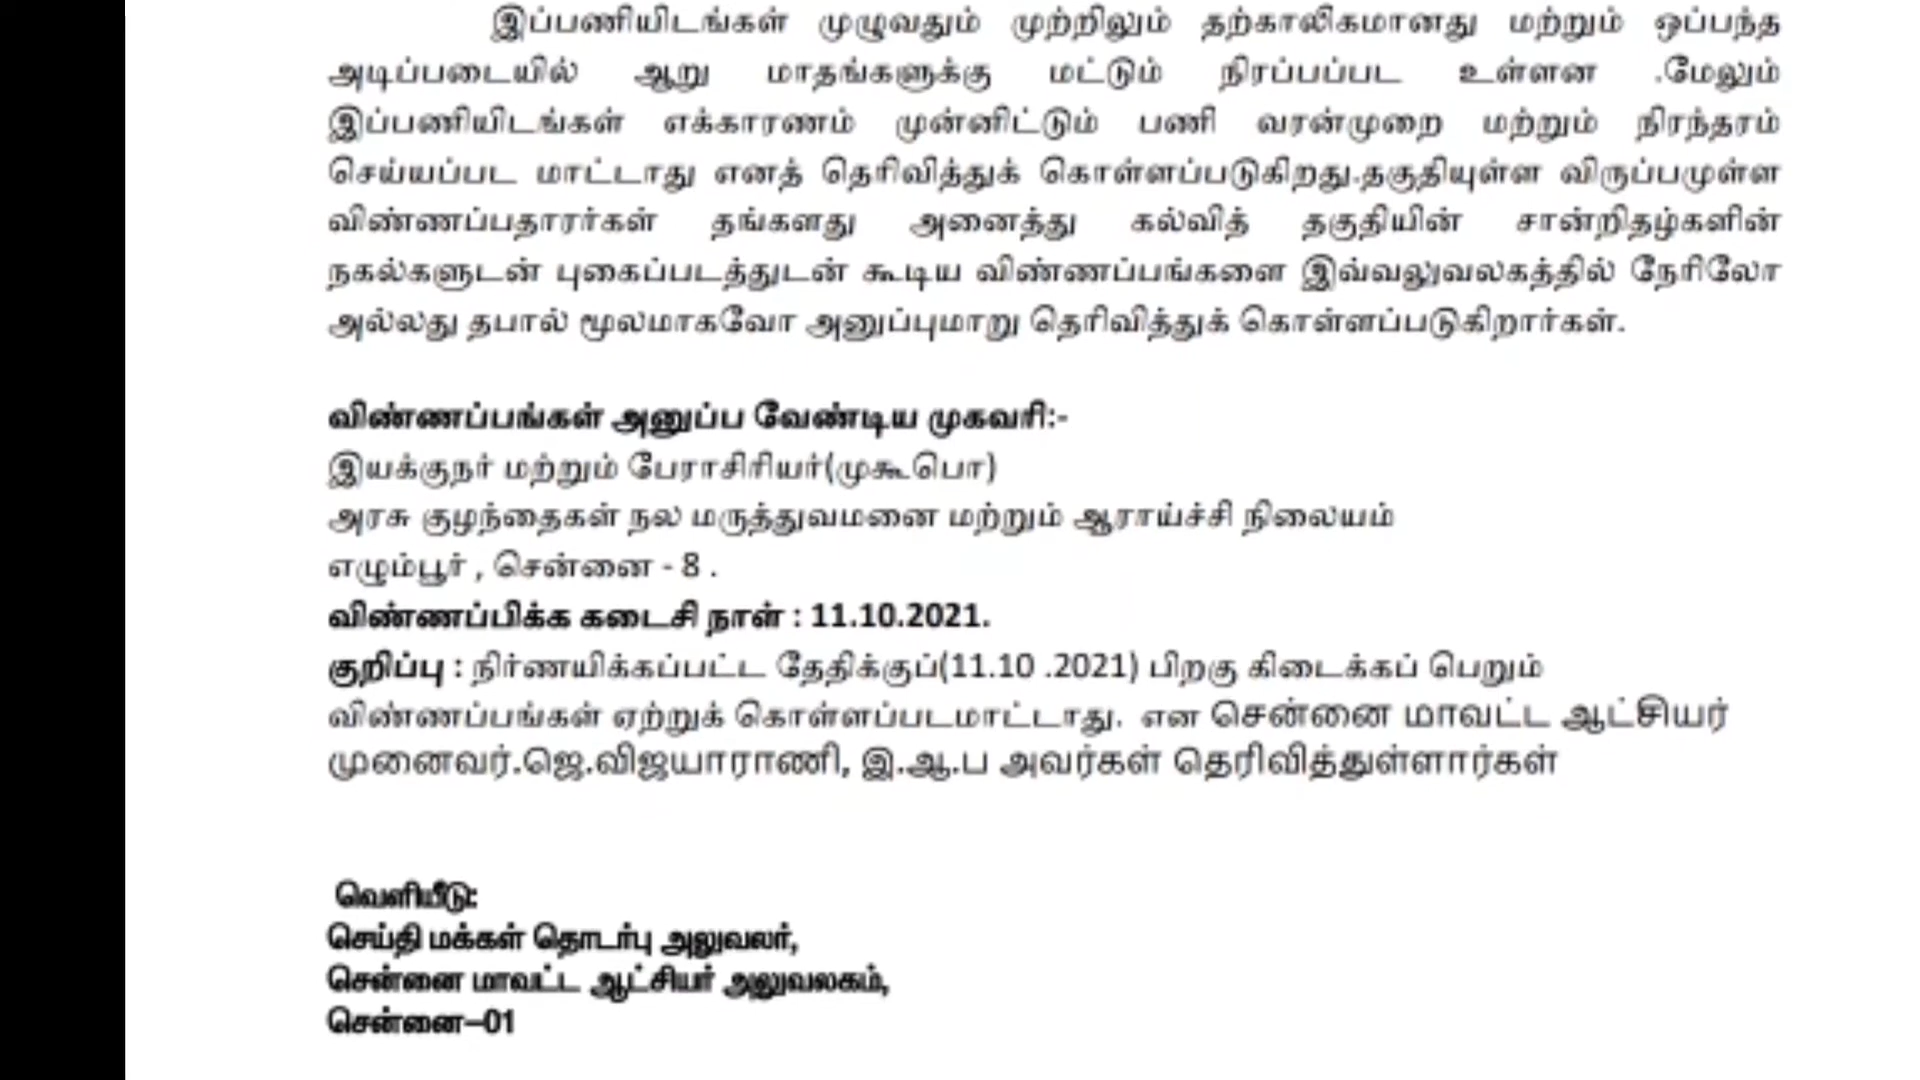 இப்பணியிடங்கள் முழுவதும் முற்றிலும் தற்காலிகமானது மற்றும் ஒப்பந்த
அடிப்படையில் ஆறு மாதங்களுக்கு மட்டும் நிரப்பப்பட உள்ளன .மேலும்
இப்பணியிடங்கள் எக்காரணம் முன்னிட்டும் பணி வரன்முறை மற்றும் நிரந்தரம்
செய்யப்பட மாட்டாது எனத் தெரிவித்துக் கொள்ளப்படுகிறது.தகுதியுள்ள விருப்பமுள்ள
விண்ணப்பதாரர்கள் தங்களது அனைத்து கல்வித் தகுதியின் சான்றிதழ்களின்
நகல்களுடன் புகைப்படத்துடன் கூடிய விண்ணப்பங்களை இவ்வலுவலகத்தில் நேரிலோ
அல்லது தபால் மூலமாகவோ அனுப்புமாறு தெரிவித்துக் கொள்ளப்படுகிறார்கள்.
விண்ணப்பங்கள் அனுப்ப வேண்டிய முகவரி:-
இயக்குநர் மற்றும் பேராசிரியர்(முகூபொ)
அரசு குழந்தைகள் நல மருத்துவமனை மற்றும் ஆராய்ச்சி நிலையம்
எழும்பூர் , சென்னை - 8 .
விண்ணப்பிக்க கடைசி நாள் : 11.10.2021.
குறிப்பு : நிர்ணயிக்கப்பட்ட தேதிக்குப்(11.10 .2021) பிறகு கிடைக்கப் பெறும்
விண்ணப்பங்கள் ஏற்றுக் கொள்ளப்படமாட்டாது. என சென்னை மாவட்ட ஆட்சியர்
முனைவர்.ஜெ.விஜயாராணி, இ.ஆ.ப அவர்கள் தெரிவித்துள்ளார்கள்
வெளியீடு:
செய்தி மக்கள் தொடர்பு அலுவலர்,
சென்னை மாவட்ட ஆட்சியர் அலுவலகம்,
சென்னை–01